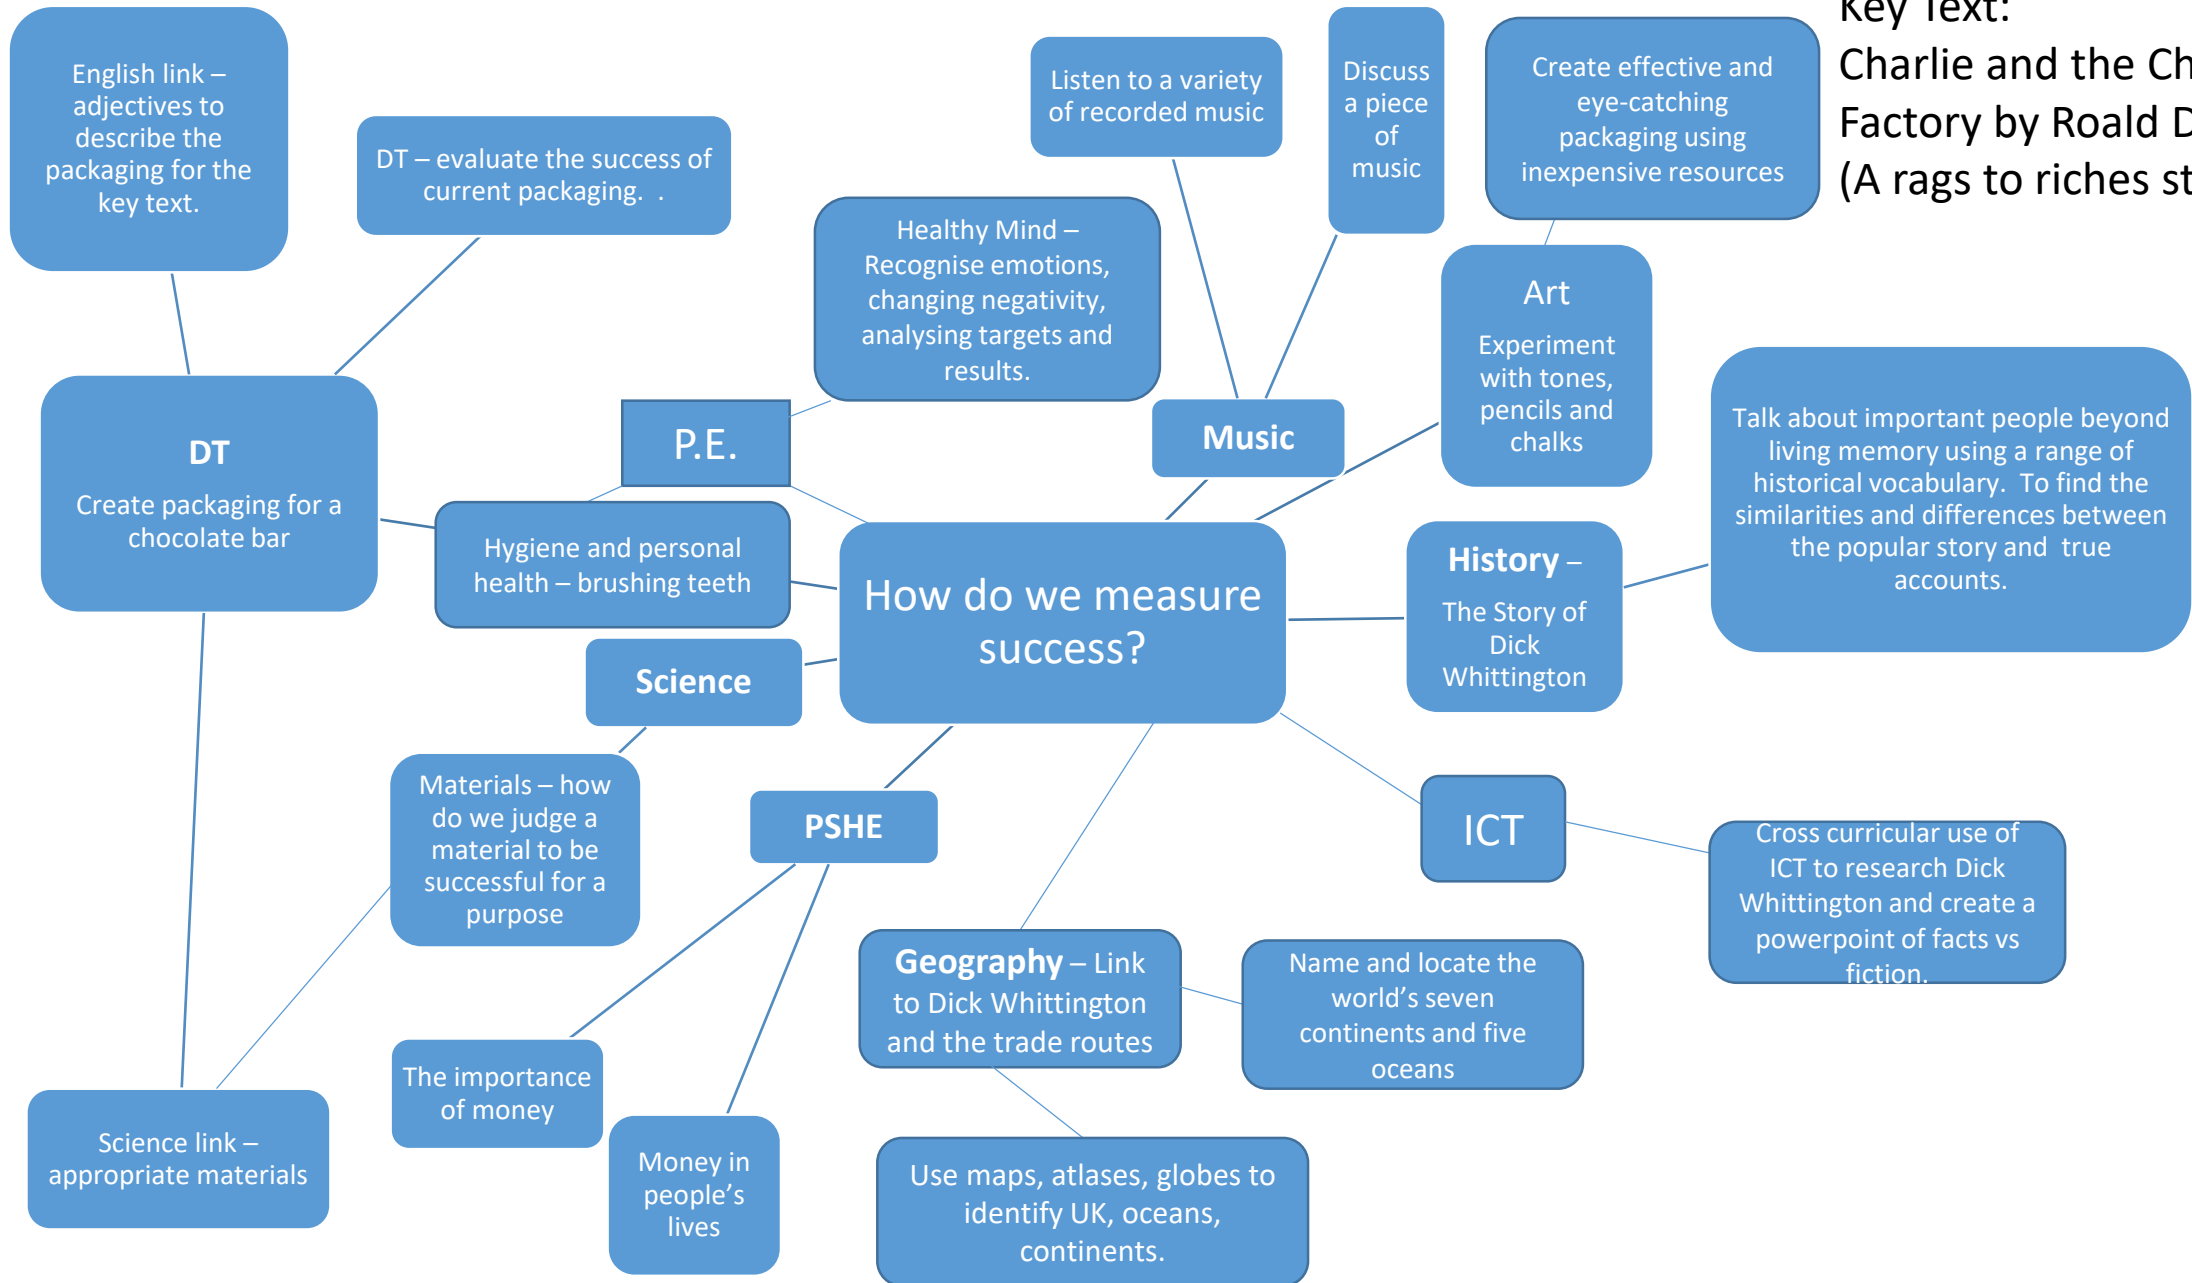 Key Text:
Charlie and the Ch
Factory by Roald D
(A rags to riches st
English link –
adjectives to
describe the
packaging for the
key text.
DT – evaluate the success of
current packaging. .
Healthy Mind –
Recognise emotions,
changing negativity,
analysing targets and
results.
Listen to a variety
of recorded music
Discuss
a piece
of
music
Create effective and
eye-catching
packaging using
inexpensive resources
Art
Experiment
with tones,
pencils and
chalks
DT
Create packaging for a
chocolate bar
P.E.
Music
Talk about important people beyond
living memory using a range of
historical vocabulary. To find the
similarities and differences between
the popular story and true
accounts.
Hygiene and personal
health – brushing teeth
How do we measure
success?
History –
The Story of
Dick
Whittington
Science
Materials – how
do we judge a
material to be
successful for a
purpose
PSHE
ICT
Cross curricular use of
ICT to research Dick
Whittington and create a
powerpoint of facts vs
fiction.
Geography – Link
to Dick Whittington
and the trade routes
Name and locate the
world’s seven
continents and five
oceans
The importance
of money
Money in
people’s
lives
Science link –
appropriate materials
Use maps, atlases, globes to
identify UK, oceans,
continents.